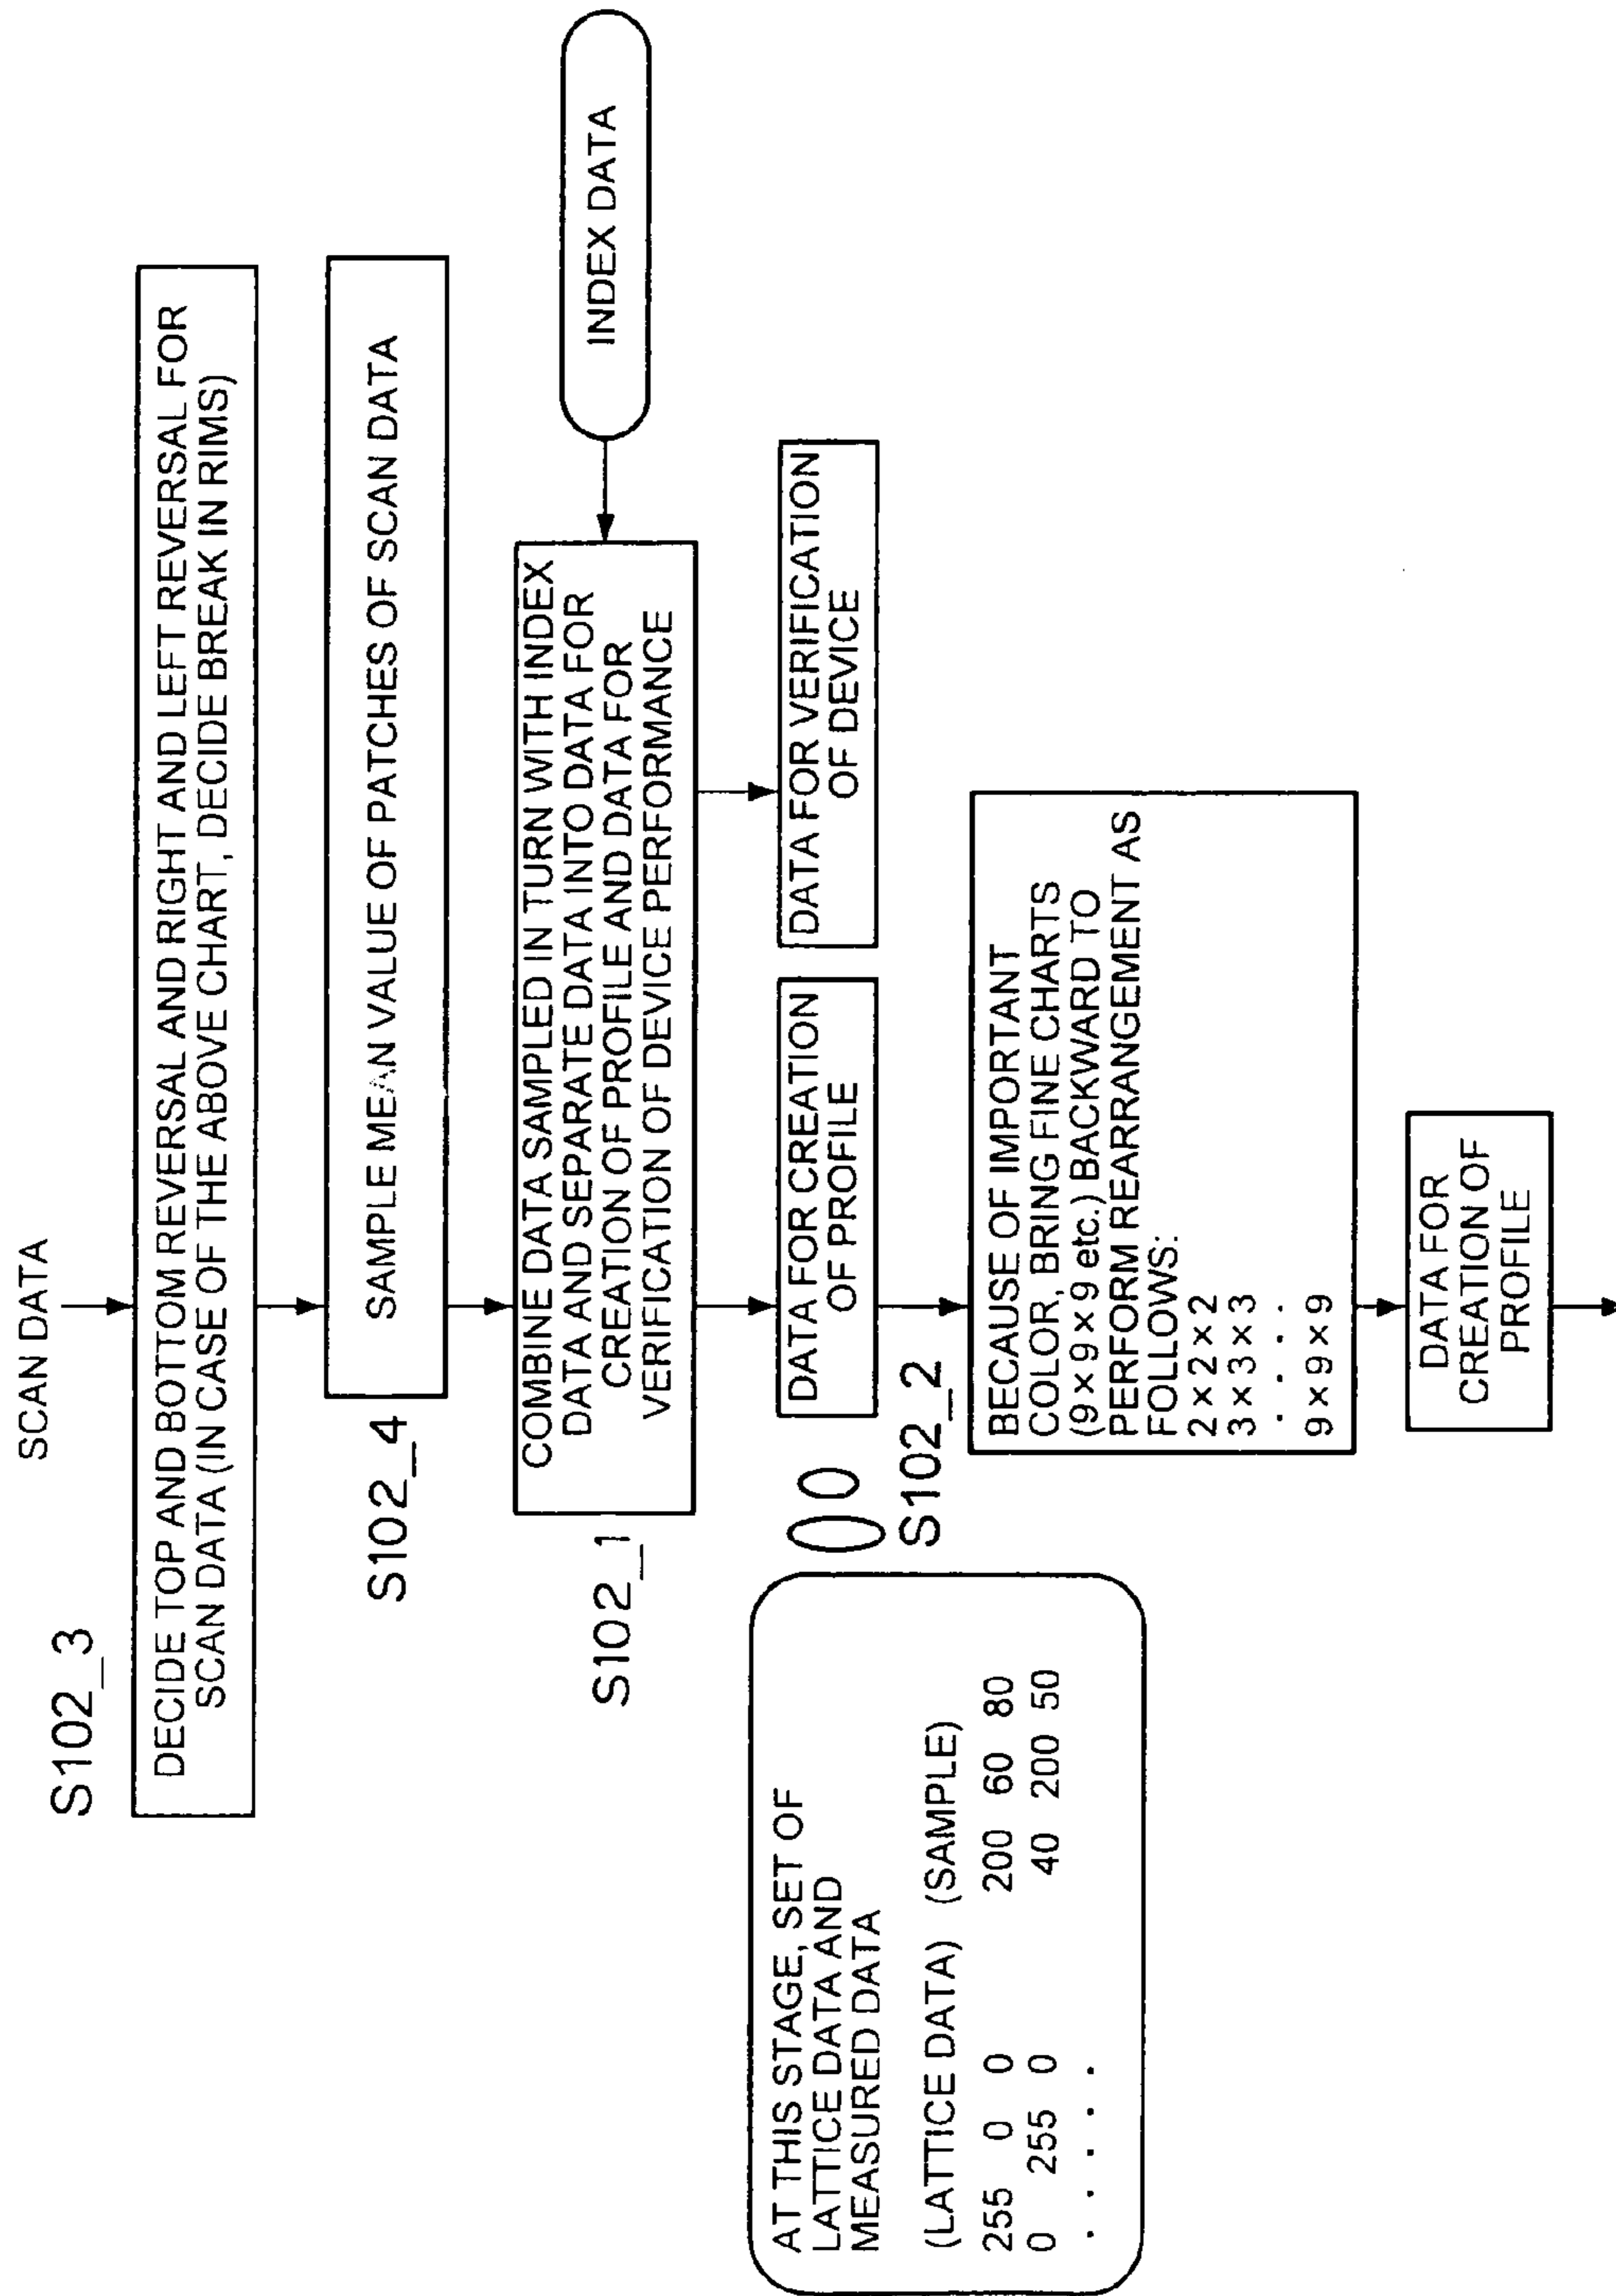 SCAN DATA
S102_3
DECIDE TOP AND BOTTOM REVERSAL AND RIGHT AND LEFT REVERSAL FOR
SCAN DATA (IN CASE OF THE ABOVE CHART, DECIDE BREAK IN RIMS)
S102_4
SAMPLE MEAN VALUE OF PATCHES OF SCAN DATA
S102_1
COMBINE DATA SAMPLED IN TURN WITH INDEX
DATA AND SEPARATE DATA INTO DATA FOR
CREATION OF PROFILE AND DATA FOR
VERIFICATION OF DEVICE PERFORMANCE
INDEX DATA
AT THIS STAGE, SET OF
LATTICE DATA AND
MEASURED DATA
(LATTICE DATA) (SAMPLE)
255 0 0 200 60 80
0 255 0 40 200 50
. . . . .
DATA FOR CREATION
OF PROFILE
DATA FOR VERIFICATION
OF DEVICE
S102_2
BECAUSE OF IMPORTANT
COLOR, BRING FINE CHARTS
(9×9×9 etc.) BACKWARD TO
PERFORM REARRANGEMENT AS
FOLLOWS:
2×2×2
3×3×3
. . . .
9×9×9
DATA FOR
CREATION OF
PROFILE